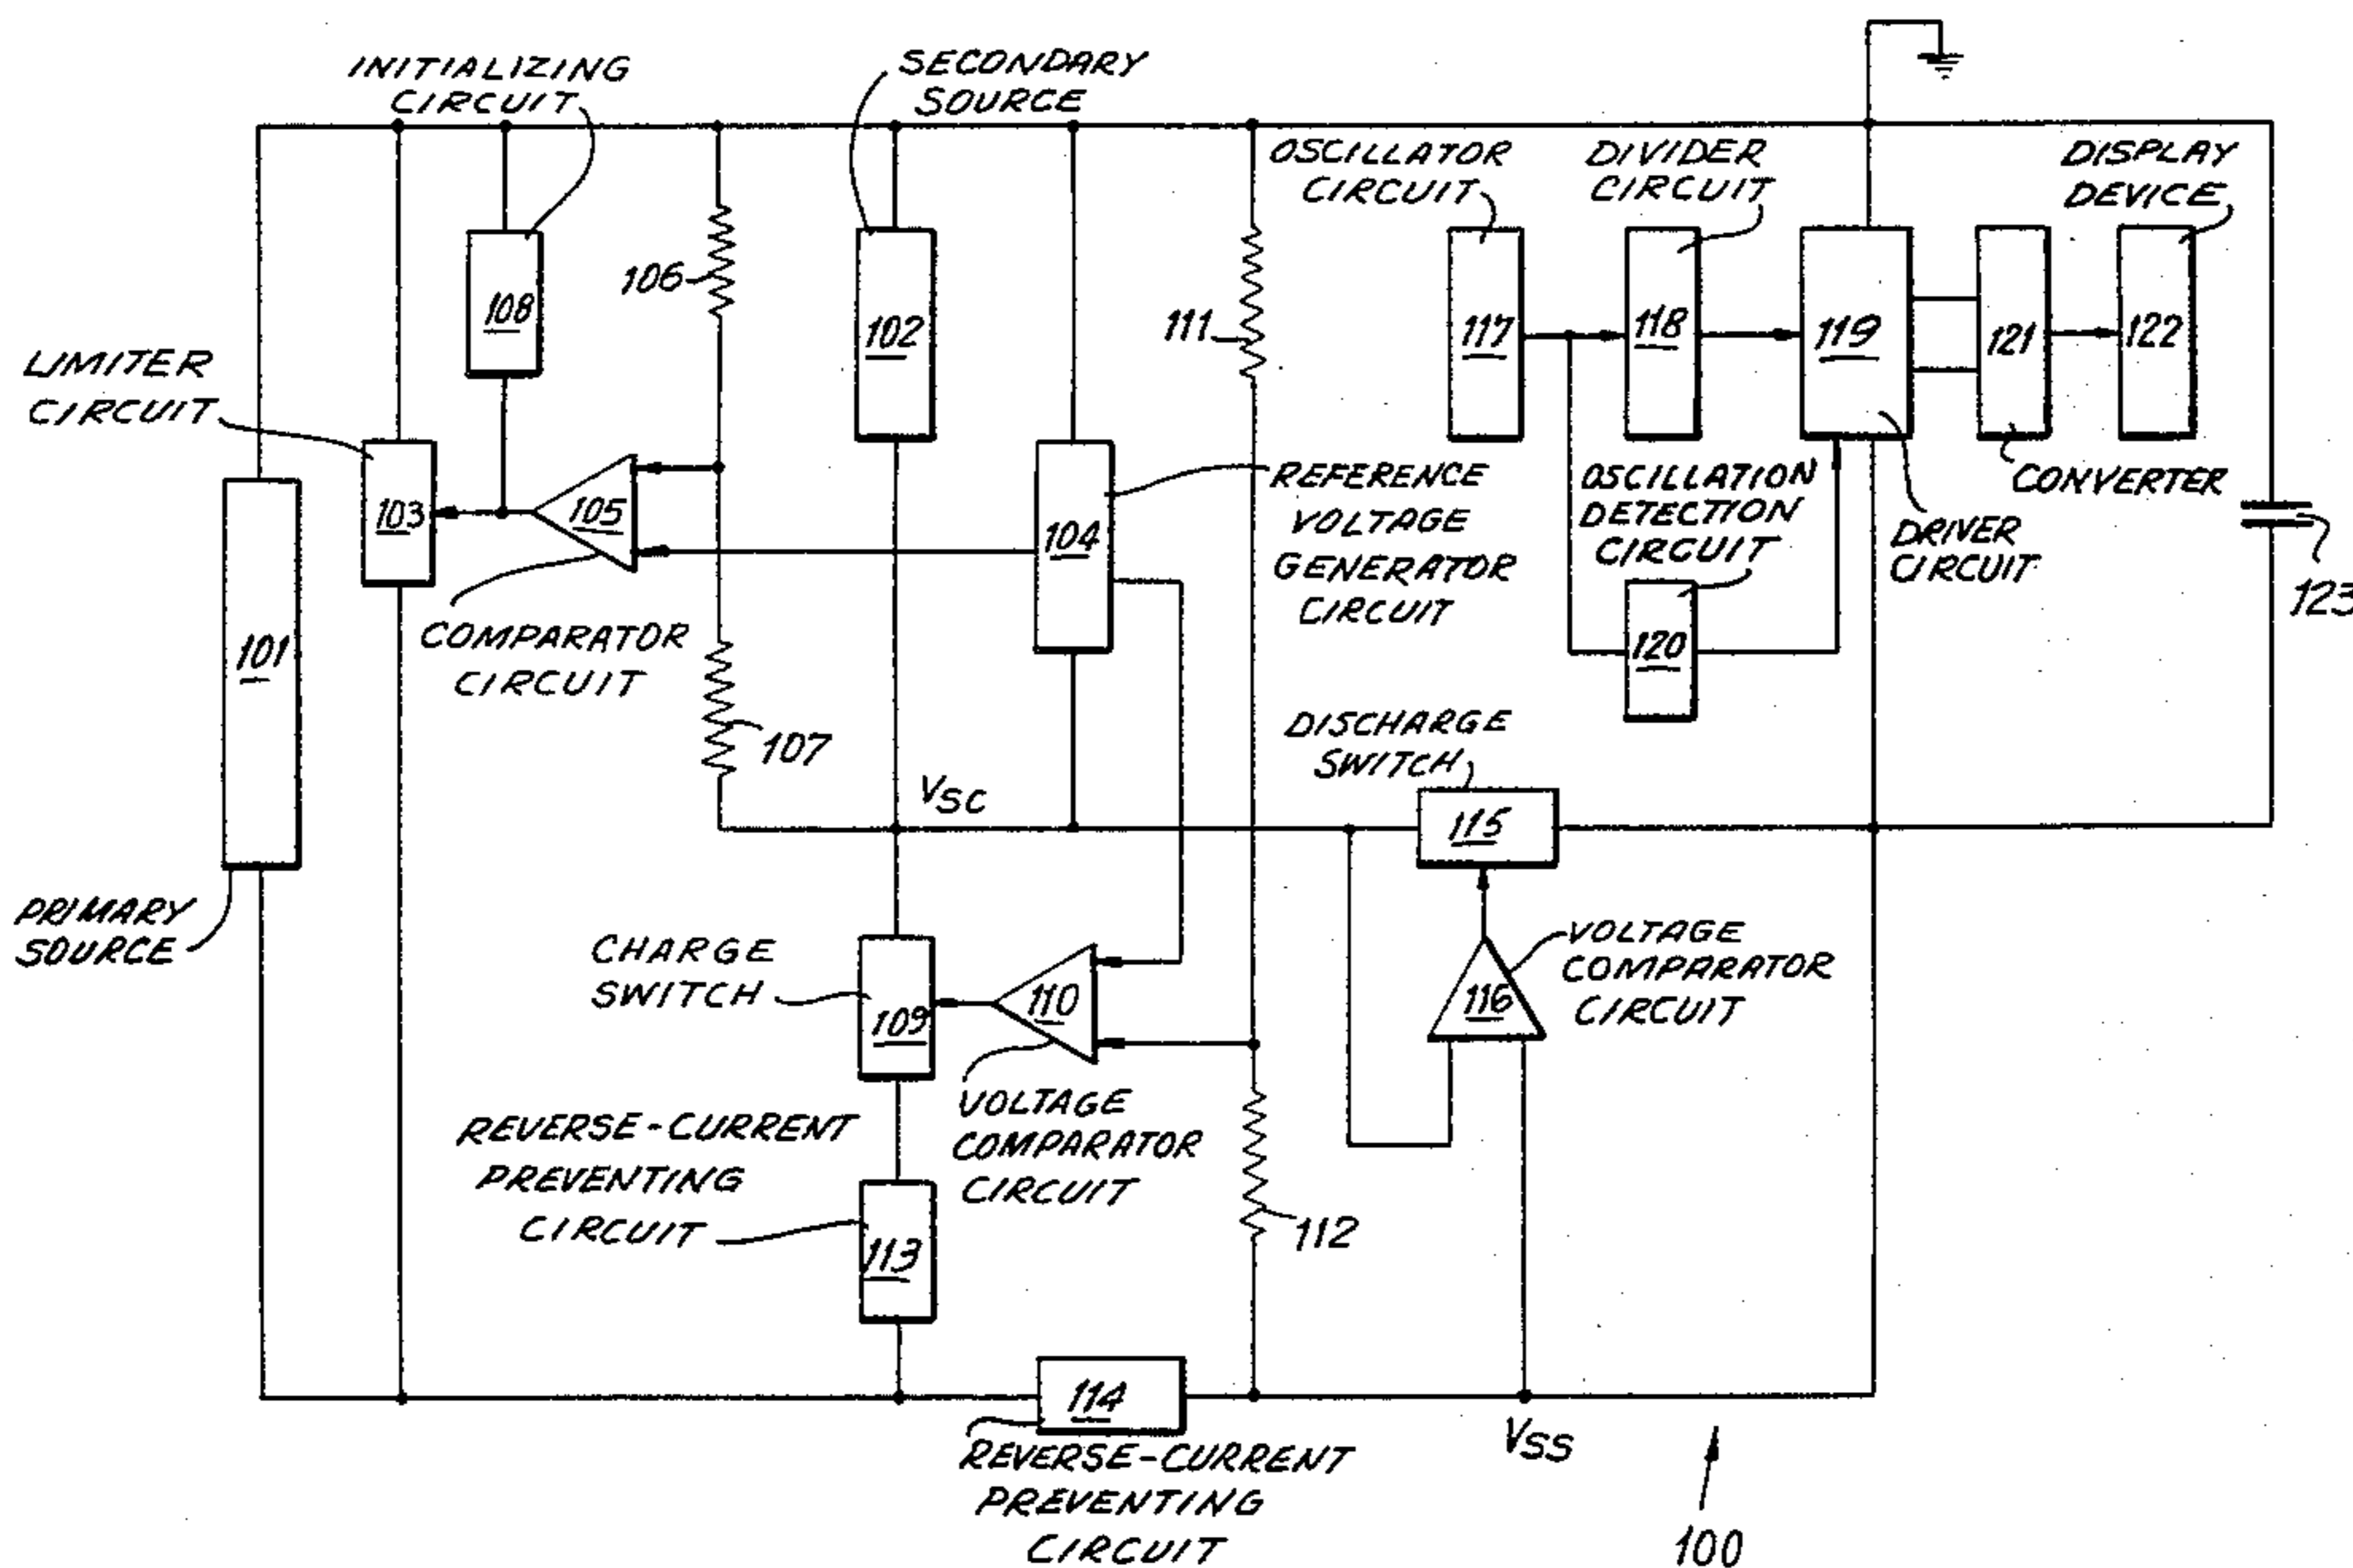 INITIALIZING
CIRCUIT
SECONDARY
SOURCE
OSCILLATOR
CIRCUIT
DIVIDER
CIRCUIT
DISPLAY
DEVICE
106
108
102
111
117
118
119
121
122
LIMITER
CIRCUIT
103
105
104
REFERENCE
VOLTAGE
GENERATOR
CIRCUIT
OSCILLATION
DETECTION
CIRCUIT
CONVERTER
DRIVER
CIRCUIT
123
101
COMPARATOR
CIRCUIT
120
107
VSC
DISCHARGE
SWITCH
115
PRIMARY
SOURCE
CHARGE
SWITCH
109
110
116
VOLTAGE
COMPARATOR
CIRCUIT
VOLTAGE
COMPARATOR
CIRCUIT
REVERSE-CURRENT
PREVENTING
CIRCUIT
113
112
114
REVERSE-CURRENT
PREVENTING
CIRCUIT
VSS
100